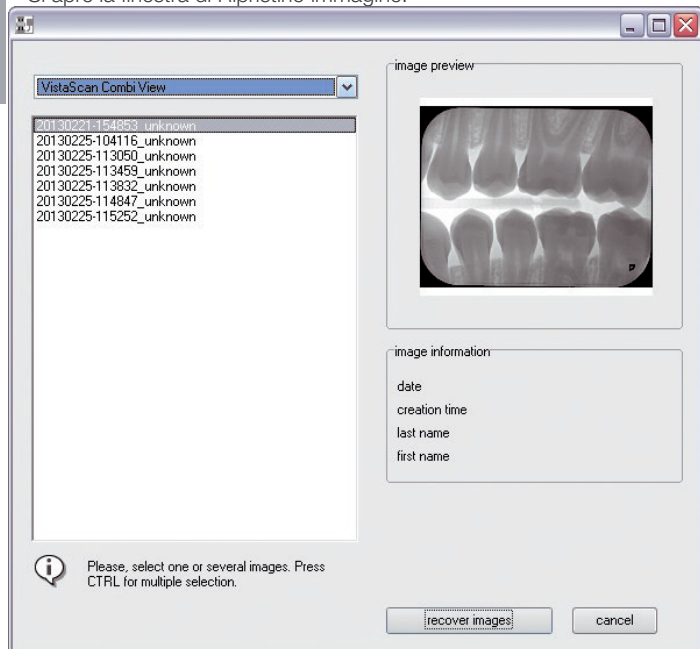 Si apre la finestra di Ripristino immagine.
VistaScan Combi View
20130221-154853_unknown
20130225-104116_unknown
20130225-113050_unknown
20130225-113459_unknown
20130225-113832_unknown
20130225-114847_unknown
20130225-115252_unknown
Please, select one or several images. Press
CTRL for multiple selection.
image preview
image information
date
creation time
last name
first name
recover images
cancel